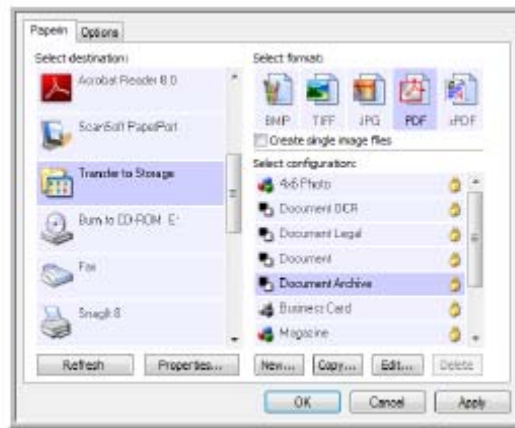 Paperin Options
Select destination:
Acrobat Reader 8.0
ScanSoft PaperPort
Transfer to Storage
Burn to CD-ROM E:
Fax
SnagIt 8
Refresh Properties...
Select format:
BMP TIFF JPG PDF sPDF
Create single image files
Select configuration:
4x6 Photo
Document OCR
Document Legal
Document
Document Archive
Business Card
Magazine
New... Copy... Edit... Delete
OK Cancel Apply